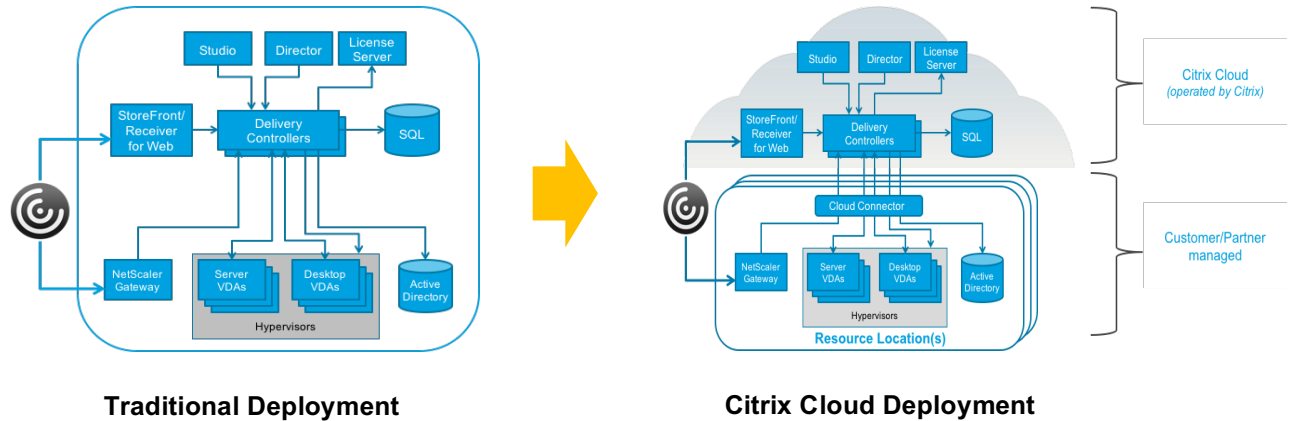 Studio
Director
License
Server
StoreFront/
Receiver
for Web
Delivery
Controllers
SQL
NetScaler
Gateway
Server
VDAs
Desktop
VDAs
Hypervisors
Active
Directory
Traditional Deployment
Studio
Director
License
Server
StoreFront/
Receiver
for Web
Delivery
Controllers
SQL
Cloud Connector
NetScaler
Gateway
Server
VDAs
Desktop
VDAs
Hypervisors
Active
Directory
Resource Location(s)
Citrix Cloud Deployment
Citrix Cloud
(operated by Citrix)
Customer/Partner
managed